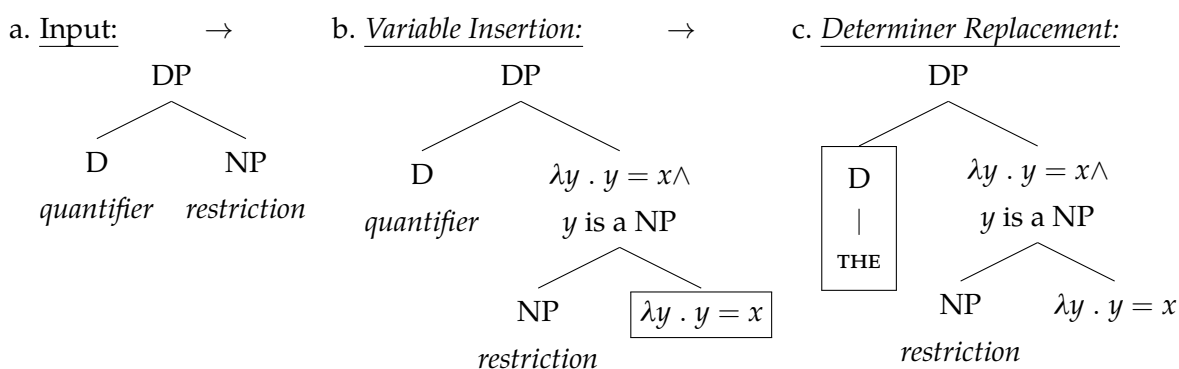 a. Input: → b. Variable Insertion: → c. Determiner Replacement:
DP DP DP
D NP D λy . y = x∧ D λy . y = x∧
quantifier restriction quantifier y is a NP | y is a NP
THE
NP λy . y = x NP λy . y = x
restriction restriction